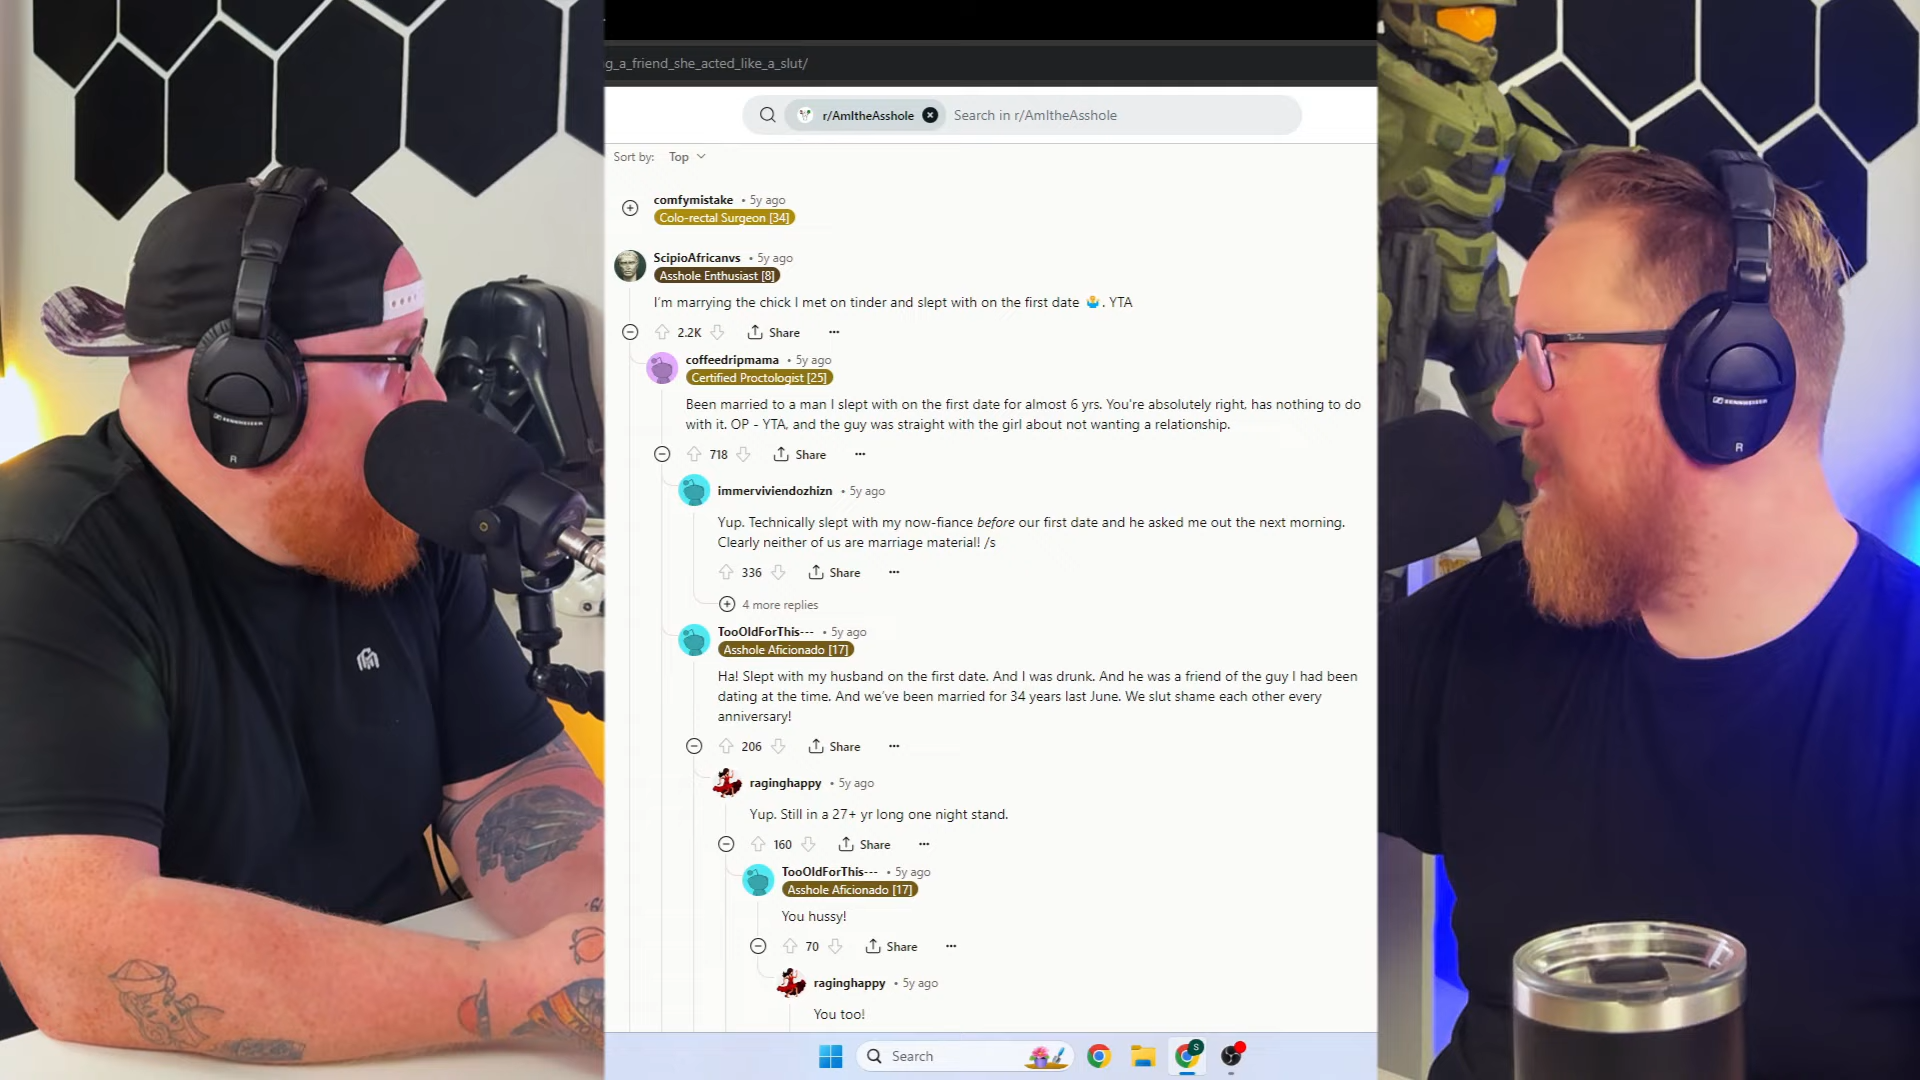 g_a_friend_she_acted_like_a_slut/
r/AmItheAsshole
Search in r/AmItheAsshole
Sort by: Top
comfymistake • 5y ago
Colo-rectal Surgeon [34]
ScipioAfricanvs • 5y ago
Asshole Enthusiast [8]
I'm marrying the chick I met on tinder and slept with on the first date 🤷. YTA
2.2K Share
coffeedripmama • 5y ago
Certified Proctologist [25]
Been married to a man I slept with on the first date for almost 6 yrs. You're absolutely right, has nothing to do
with it. OP - YTA, and the guy was straight with the girl about not wanting a relationship.
718 Share
immerviviendozhizn • 5y ago
Yup. Technically slept with my now-fiance before our first date and he asked me out the next morning.
Clearly neither of us are marriage material! /s
336 Share
4 more replies
TooOldForThis--- • 5y ago
Asshole Aficionado [17]
Ha! Slept with my husband on the first date. And I was drunk. And he was a friend of the guy I had been
dating at the time. And we've been married for 34 years last June. We slut shame each other every
anniversary!
206 Share
raginghappy • 5y ago
Yup. Still in a 27+ yr long one night stand.
160 Share
TooOldForThis--- • 5y ago
Asshole Aficionado [17]
You hussy!
70 Share
raginghappy • 5y ago
You too!
Search
S
SENNHEISER
R
SENNHEISER
R